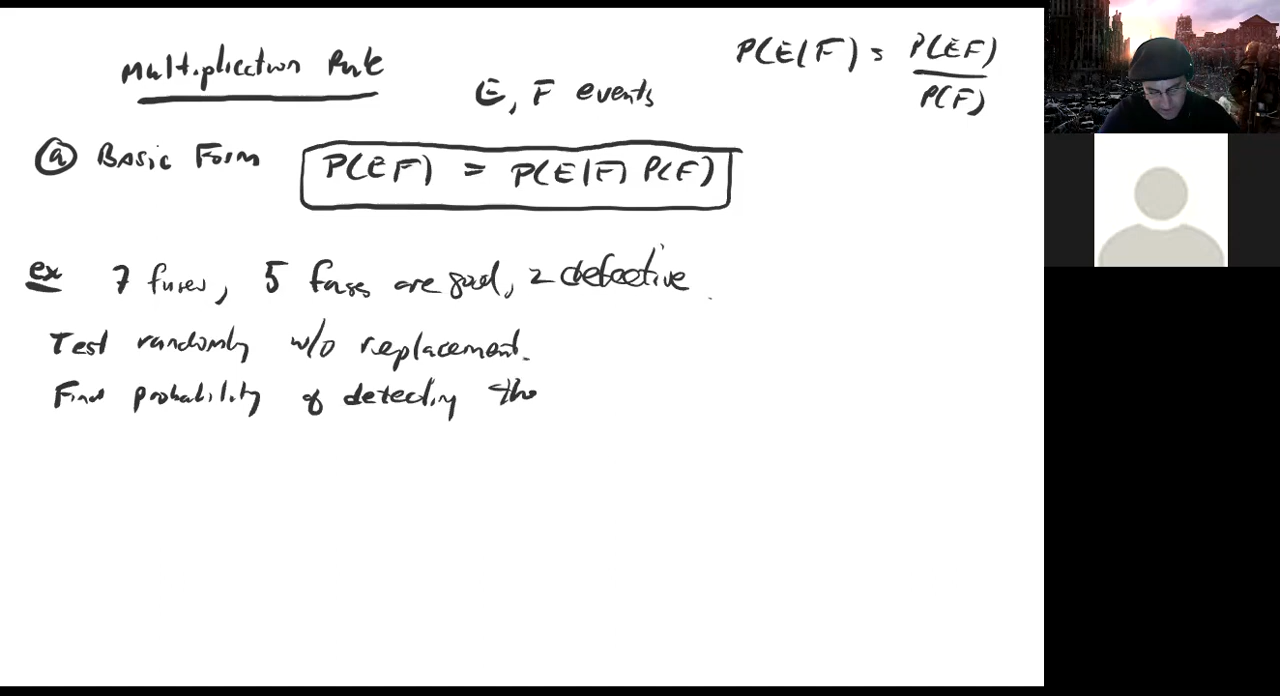 Multiplication Rule
E, F events
P(E|F) = P(EF) / P(F)
(a) Basic Form P(EF) = P(E|F) P(F)
ex 7 fuses, 5 fuses are good, 2 defective.
Test randomly w/o replacement.
Find probability of detecting the